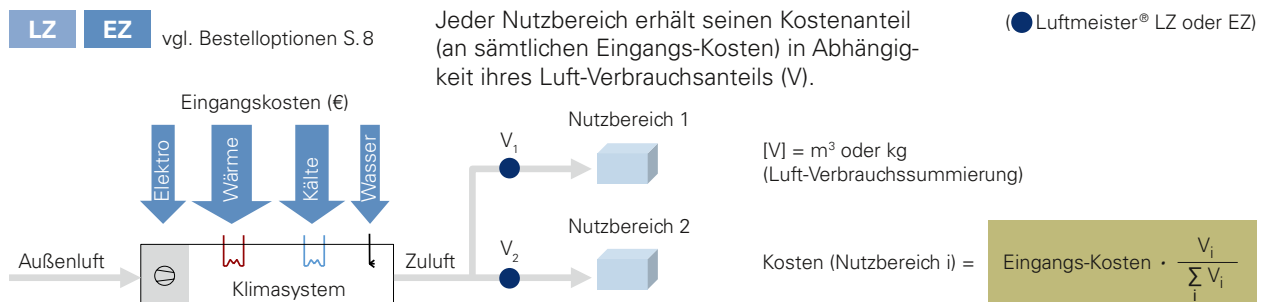 LZ EZ vgl. Bestelloptionen S. 8
Jeder Nutzbereich erhält seinen Kostenanteil
(an sämtlichen Eingangs-Kosten) in Abhängig-
keit ihres Luft-Verbrauchsanteils (V).
(Luftmeister® LZ oder EZ)
Eingangskosten (€)
Elektro
Wärme
Kälte
Wasser
Außenluft
Klimasystem
Zuluft
V₁
Nutzbereich 1
V₂
Nutzbereich 2
[V] = m³ oder kg
(Luft-Verbrauchssummierung)
Kosten (Nutzbereich i) = Eingangs-Kosten · Vᵢ / ∑ᵢ Vᵢ